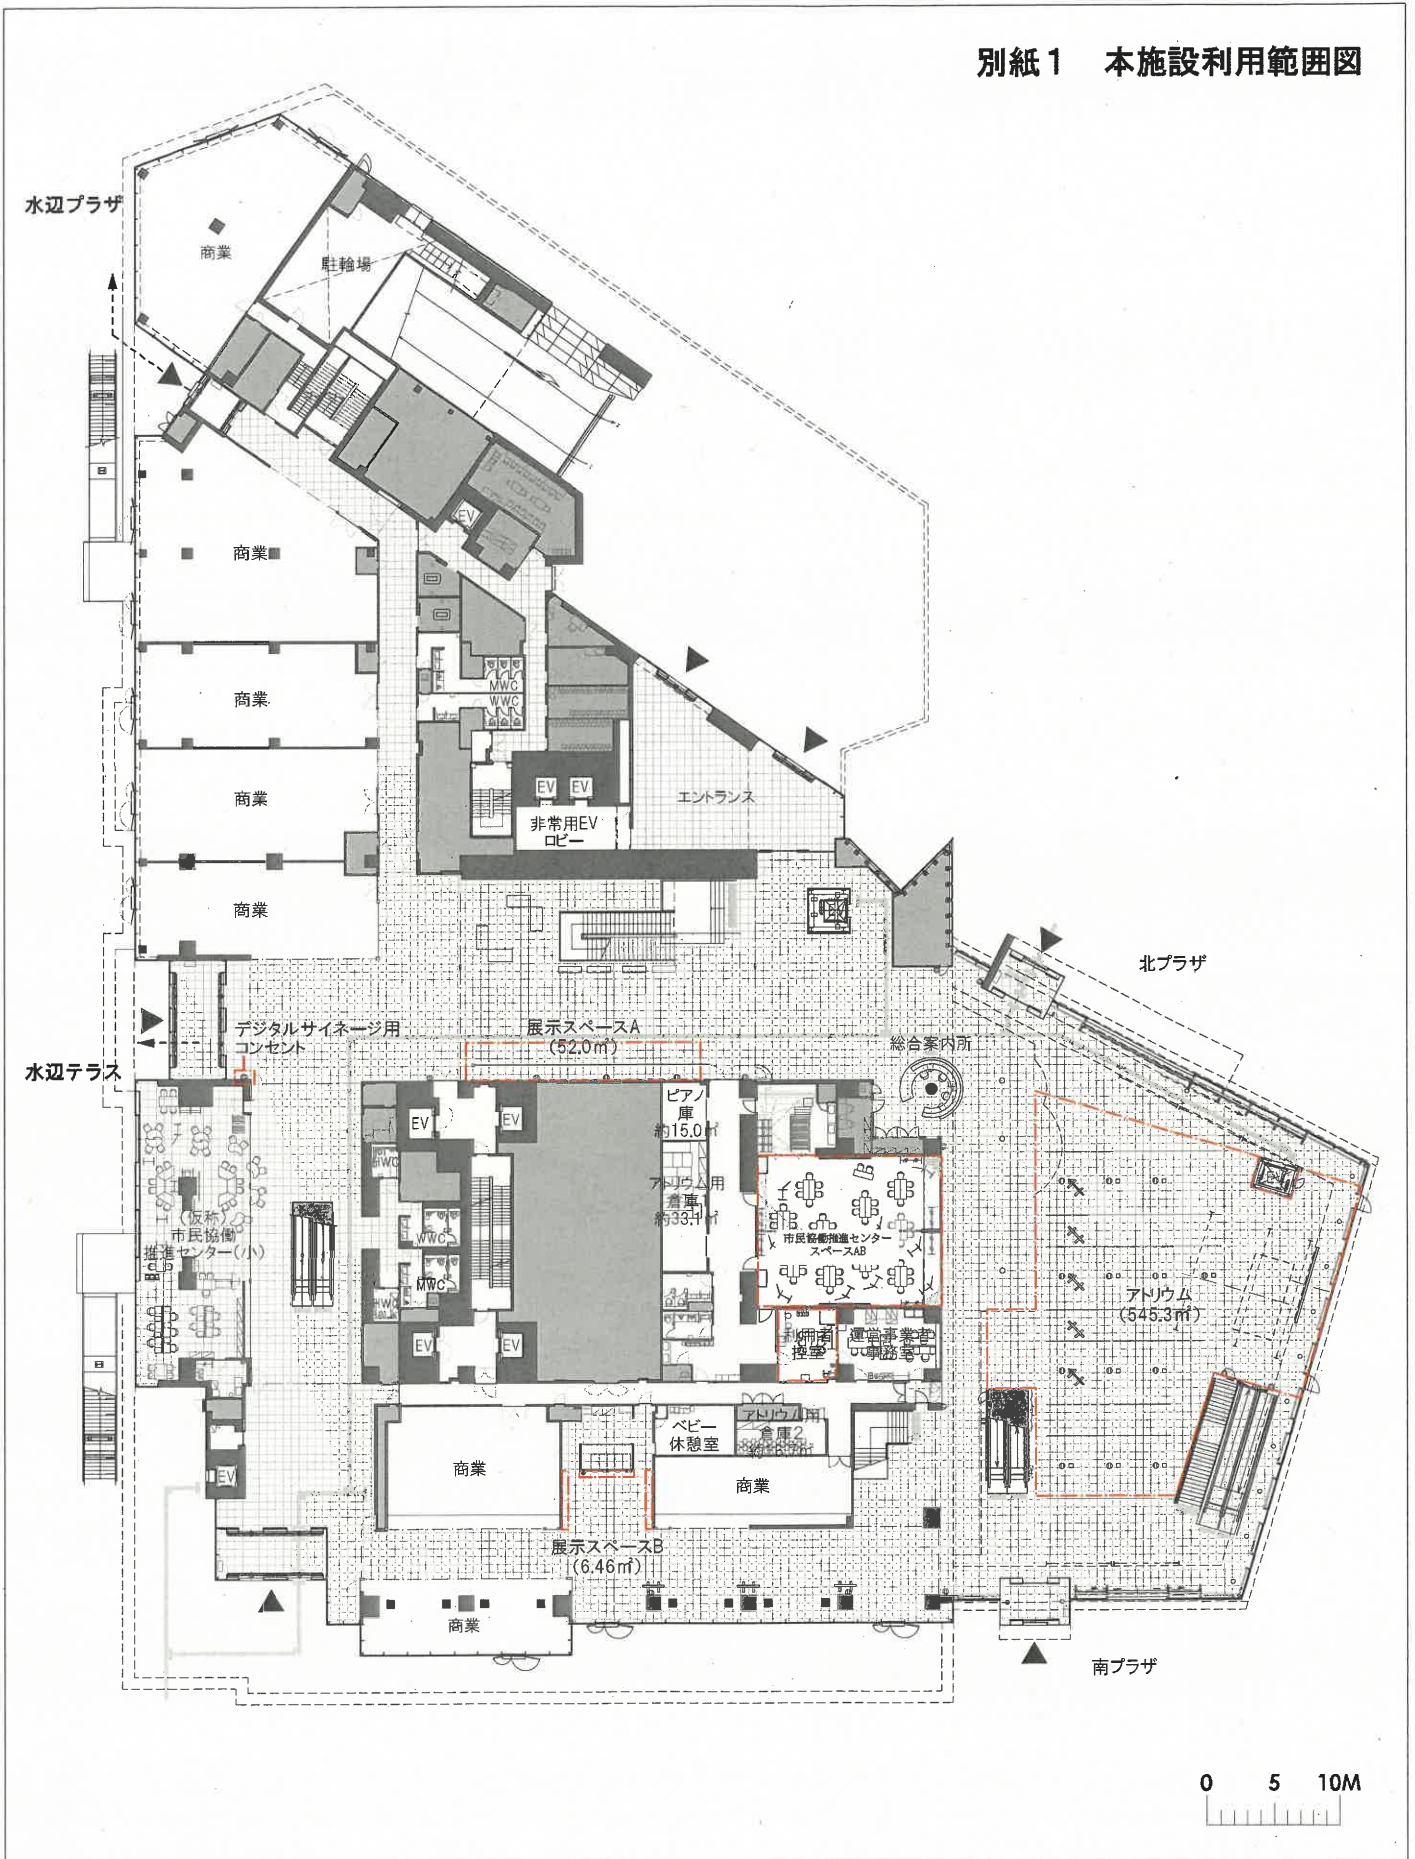 別紙1 本施設利用範囲図
水辺プラザ
商業
駐輪場
EV
商業
商業
MWC
WWC
商業
EV
EV
エントランス
非常用EV
ロビー
商業
北プラザ
デジタルサイネージ用
コンセント
展示スペースA
(52.0㎡)
総合案内所
水辺テラス
ピアノ
庫
約15.0㎡
EV
EV
HWC
アトリウム用
倉庫1
約33.1㎡
(仮称)
市民協働
推進センター(小)
WWC
市民協働推進センター
スペースAB
MWC
HWC
アトリウム
(545.3㎡)
EV
EV
利用者
控室
運営事業者
事務室
ベビー
休憩室
アトリウム用
倉庫2
商業
商業
EV
展示スペースB
(6.46㎡)
商業
南プラザ
0 5 10M